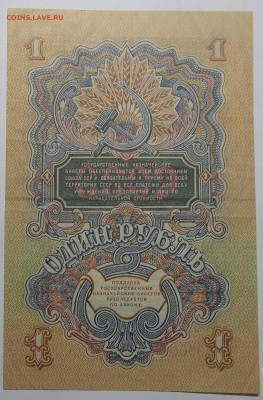 COINS.LAVE.RU
1 1
ГОСУДАРСТВЕННЫЕ КАЗНАЧЕЙСКИЕ
БИЛЕТЫ ОБЕСПЕЧИВАЮТСЯ ВСЕМ ДОСТОЯНИЕМ
СОЮЗА ССР И ОБЯЗАТЕЛЬНЫ К ПРИЕМУ НА ВСЕЙ
ТЕРРИТОРИИ СССР ВО ВСЕ ПЛАТЕЖИ ДЛЯ ВСЕХ
УЧРЕЖДЕНИЙ, ПРЕДПРИЯТИЙ И ЛИЦ ПО
НАРИЦАТЕЛЬНОЙ СТОИМОСТИ
ОДИН РУБЛЬ
ПОДДЕЛКА
ГОСУДАРСТВЕННЫХ
КАЗНАЧЕЙСКИХ БИЛЕТОВ
ПРЕСЛЕДУЕТСЯ
ПО ЗАКОНУ
1 1